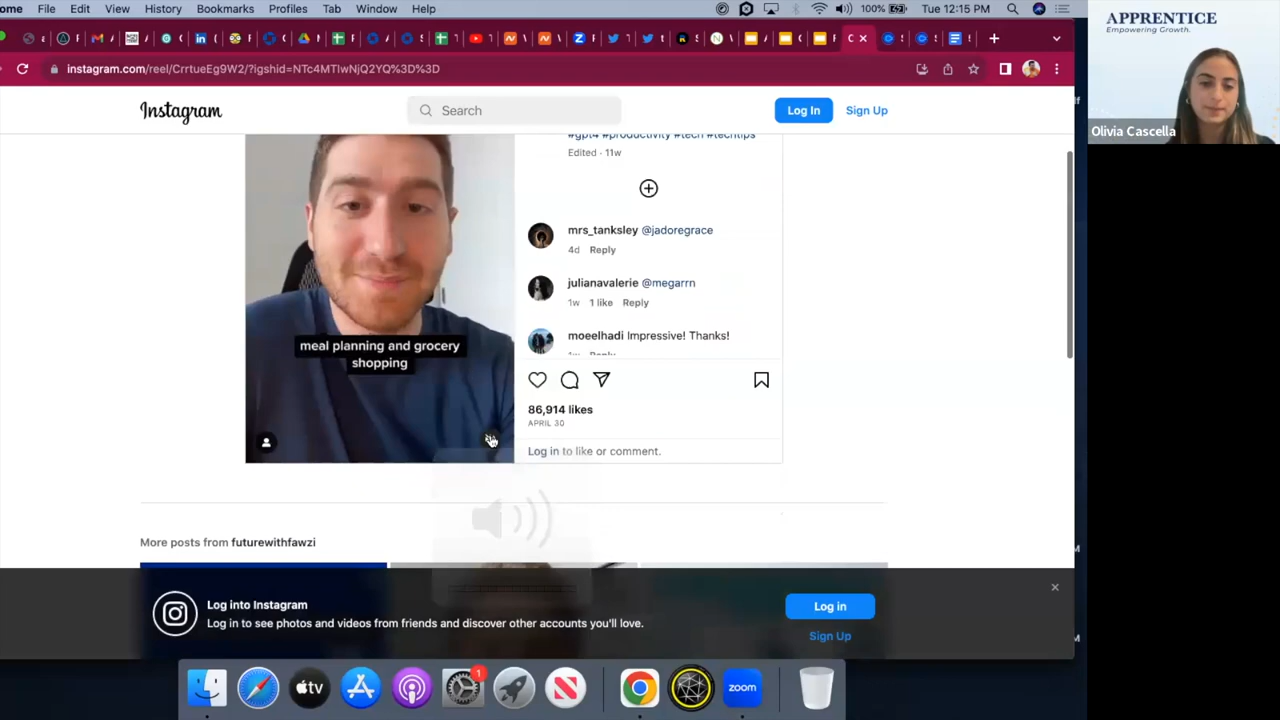 ome File Edit View History Bookmarks Profiles Tab Window Help 100% Tue 12:15 PM
instagram.com/reel/CrrtueEg9W2/?igshid=NTc4MTIwNjQ2YQ%3D%3D
APPRENTICE
Empowering Growth.
Olivia Cascella
Instagram Search Log In Sign Up
#gpt4 #productivity #tech #techtips
Edited · 11w
mrs_tanksley @jadoregrace
4d Reply
julianavalerie @megarrn
1w 1 like Reply
moeelhadi Impressive! Thanks!
1w Reply
meal planning and grocery
shopping
86,914 likes
APRIL 30
Log in to like or comment.
More posts from futurewithfawzi
Log into Instagram
Log in to see photos and videos from friends and discover other accounts you'll love.
Log in
Sign Up
tv
1
zoom